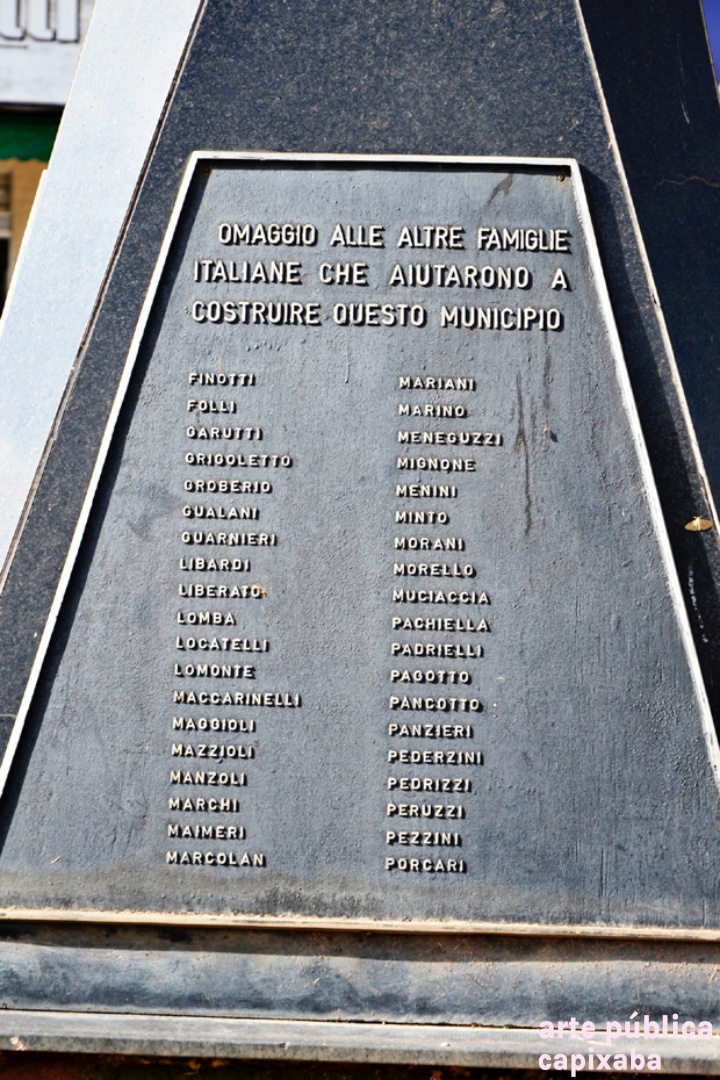 OMAGGIO ALLE ALTRE FAMIGLIE
ITALIANE CHE AIUTARONO A
COSTRUIRE QUESTO MUNICIPIO
FINOTTI
FOLLI
GARUTTI
GRIGOLETTO
GROBERIO
GUALANI
GUARNIERI
LIBARDI
LIBERATO
LOMBA
LOCATELLI
LOMONTE
MACCARINELLI
MAGGIOLI
MAZZIOLI
MANZOLI
MARCHI
MAIMERI
MARCOLAN
MARIANI
MARINO
MENEGUZZI
MIGNONE
MENINI
MINTO
MORANI
MORELLO
MUCIACCIA
PACHIELLA
PADRIELLI
PAGOTTO
PANCOTTO
PANZIERI
PEDERZINI
PEDRIZZI
PERUZZI
PEZZINI
PORCARI
arte pública
capixaba